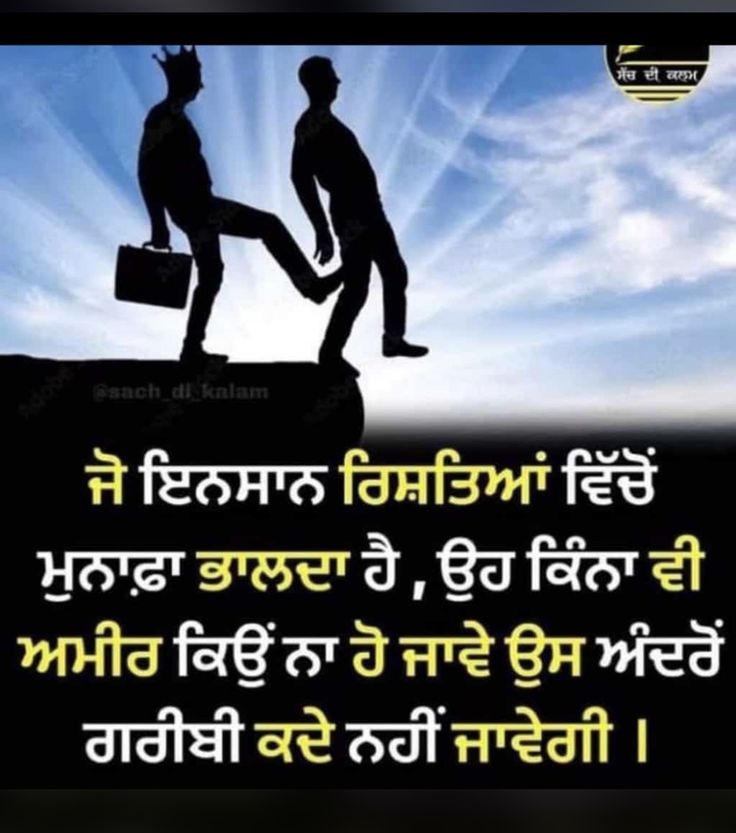 ਸੱਚ ਦੀ ਕਲਮ
@sach_di_kalam
ਜੋ ਇਨਸਾਨ ਰਿਸ਼ਤਿਆਂ ਵਿੱਚੋਂ
ਮੁਨਾਫ਼ਾ ਭਾਲਦਾ ਹੈ , ਉਹ ਕਿੰਨਾ ਵੀ
ਅਮੀਰ ਕਿਉਂ ਨਾ ਹੋ ਜਾਵੇ ਉਸ ਅੰਦਰੋਂ
ਗਰੀਬੀ ਕਦੇ ਨਹੀਂ ਜਾਵੇਗੀ ।